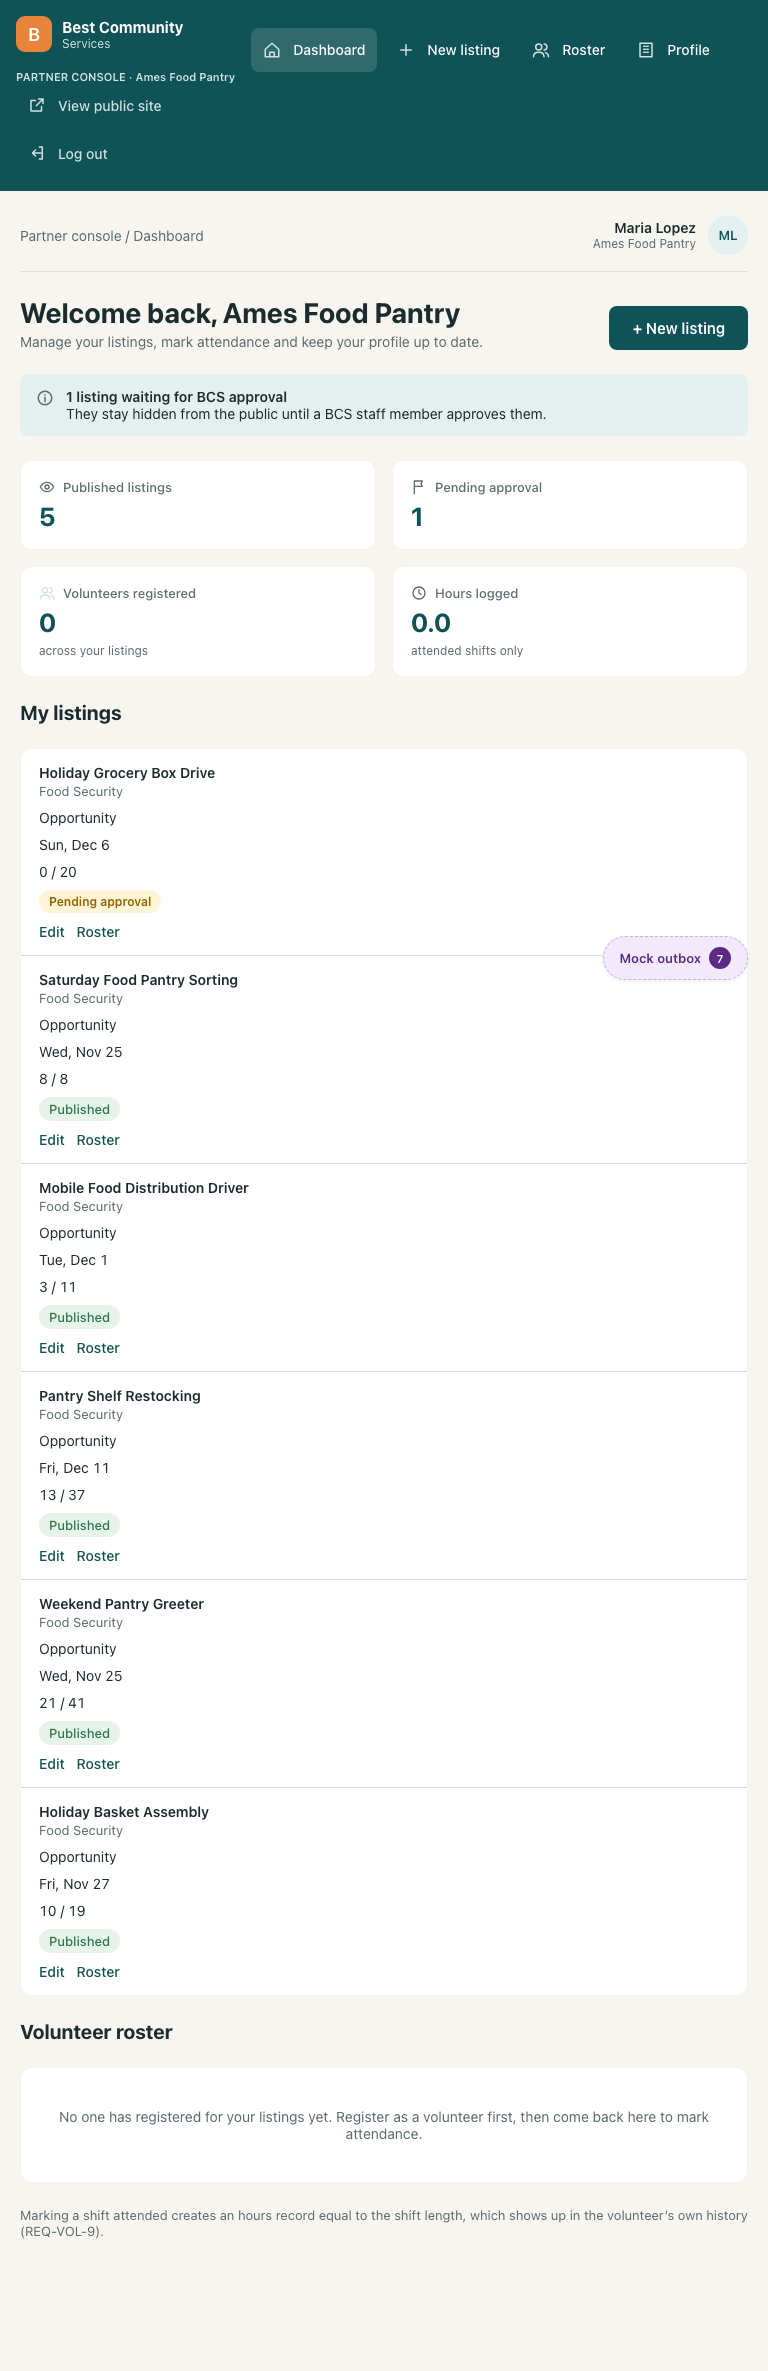 B
Best Community
Services
PARTNER CONSOLE · Ames Food Pantry
Dashboard
New listing
Roster
Profile
View public site
Log out
Partner console / Dashboard
Maria Lopez
Ames Food Pantry
ML
Welcome back, Ames Food Pantry
Manage your listings, mark attendance and keep your profile up to date.
+ New listing
1 listing waiting for BCS approval
They stay hidden from the public until a BCS staff member approves them.
Published listings
5
Pending approval
1
Volunteers registered
0
across your listings
Hours logged
0.0
attended shifts only
My listings
Holiday Grocery Box Drive
Food Security
Opportunity
Sun, Dec 6
0 / 20
Pending approval
Edit Roster
Mock outbox 7
Saturday Food Pantry Sorting
Food Security
Opportunity
Wed, Nov 25
8 / 8
Published
Edit Roster
Mobile Food Distribution Driver
Food Security
Opportunity
Tue, Dec 1
3 / 11
Published
Edit Roster
Pantry Shelf Restocking
Food Security
Opportunity
Fri, Dec 11
13 / 37
Published
Edit Roster
Weekend Pantry Greeter
Food Security
Opportunity
Wed, Nov 25
21 / 41
Published
Edit Roster
Holiday Basket Assembly
Food Security
Opportunity
Fri, Nov 27
10 / 19
Published
Edit Roster
Volunteer roster
No one has registered for your listings yet. Register as a volunteer first, then come back here to mark
attendance.
Marking a shift attended creates an hours record equal to the shift length, which shows up in the volunteer's own history
(REQ-VOL-9).